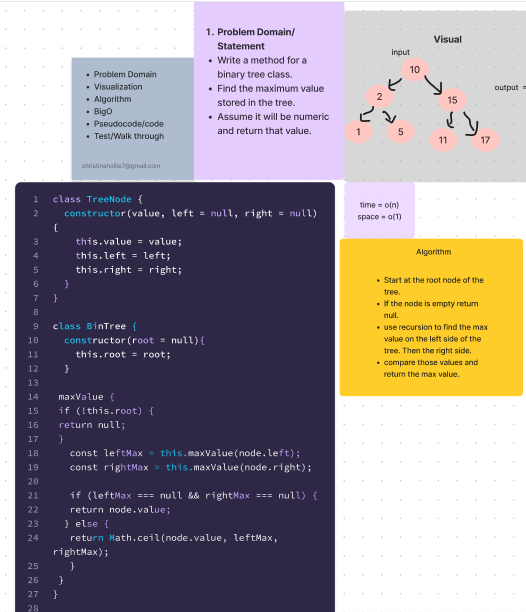 Problem Domain
Visualization
Algorithm
BigO
Pseudocode/code
Test/Walk through
christinahollie7@gmail.com
1. Problem Domain/
Statement
Write a method for a
binary tree class.
Find the maximum value
stored in the tree.
Assume it will be numeric
and return that value.
Visual
input
10
2
15
output =
1
5
11
17
1 class TreeNode {
2 constructor(value, left = null, right = null)
{
3 this.value = value;
4 this.left = left;
5 this.right = right;
6 }
7 }
8
9 class BinTree {
10 constructor(root = null){
11 this.root = root;
12 }
13
14 maxValue {
15 if (!this.root) {
16 return null;
17 }
18 const leftMax = this.maxValue(node.left);
19 const rightMax = this.maxValue(node.right);
20
21 if (leftMax === null && rightMax === null) {
22 return node.value;
23 } else {
24 return Math.ceil(node.value, leftMax,
rightMax);
25 }
26 }
27 }
28
time = o(n)
space = o(1)
Algorithm
Start at the root node of the
tree.
If the node is empty return
null.
use recursion to find the max
value on the left side of the
tree. Then the right side.
compare those values and
return the max value.